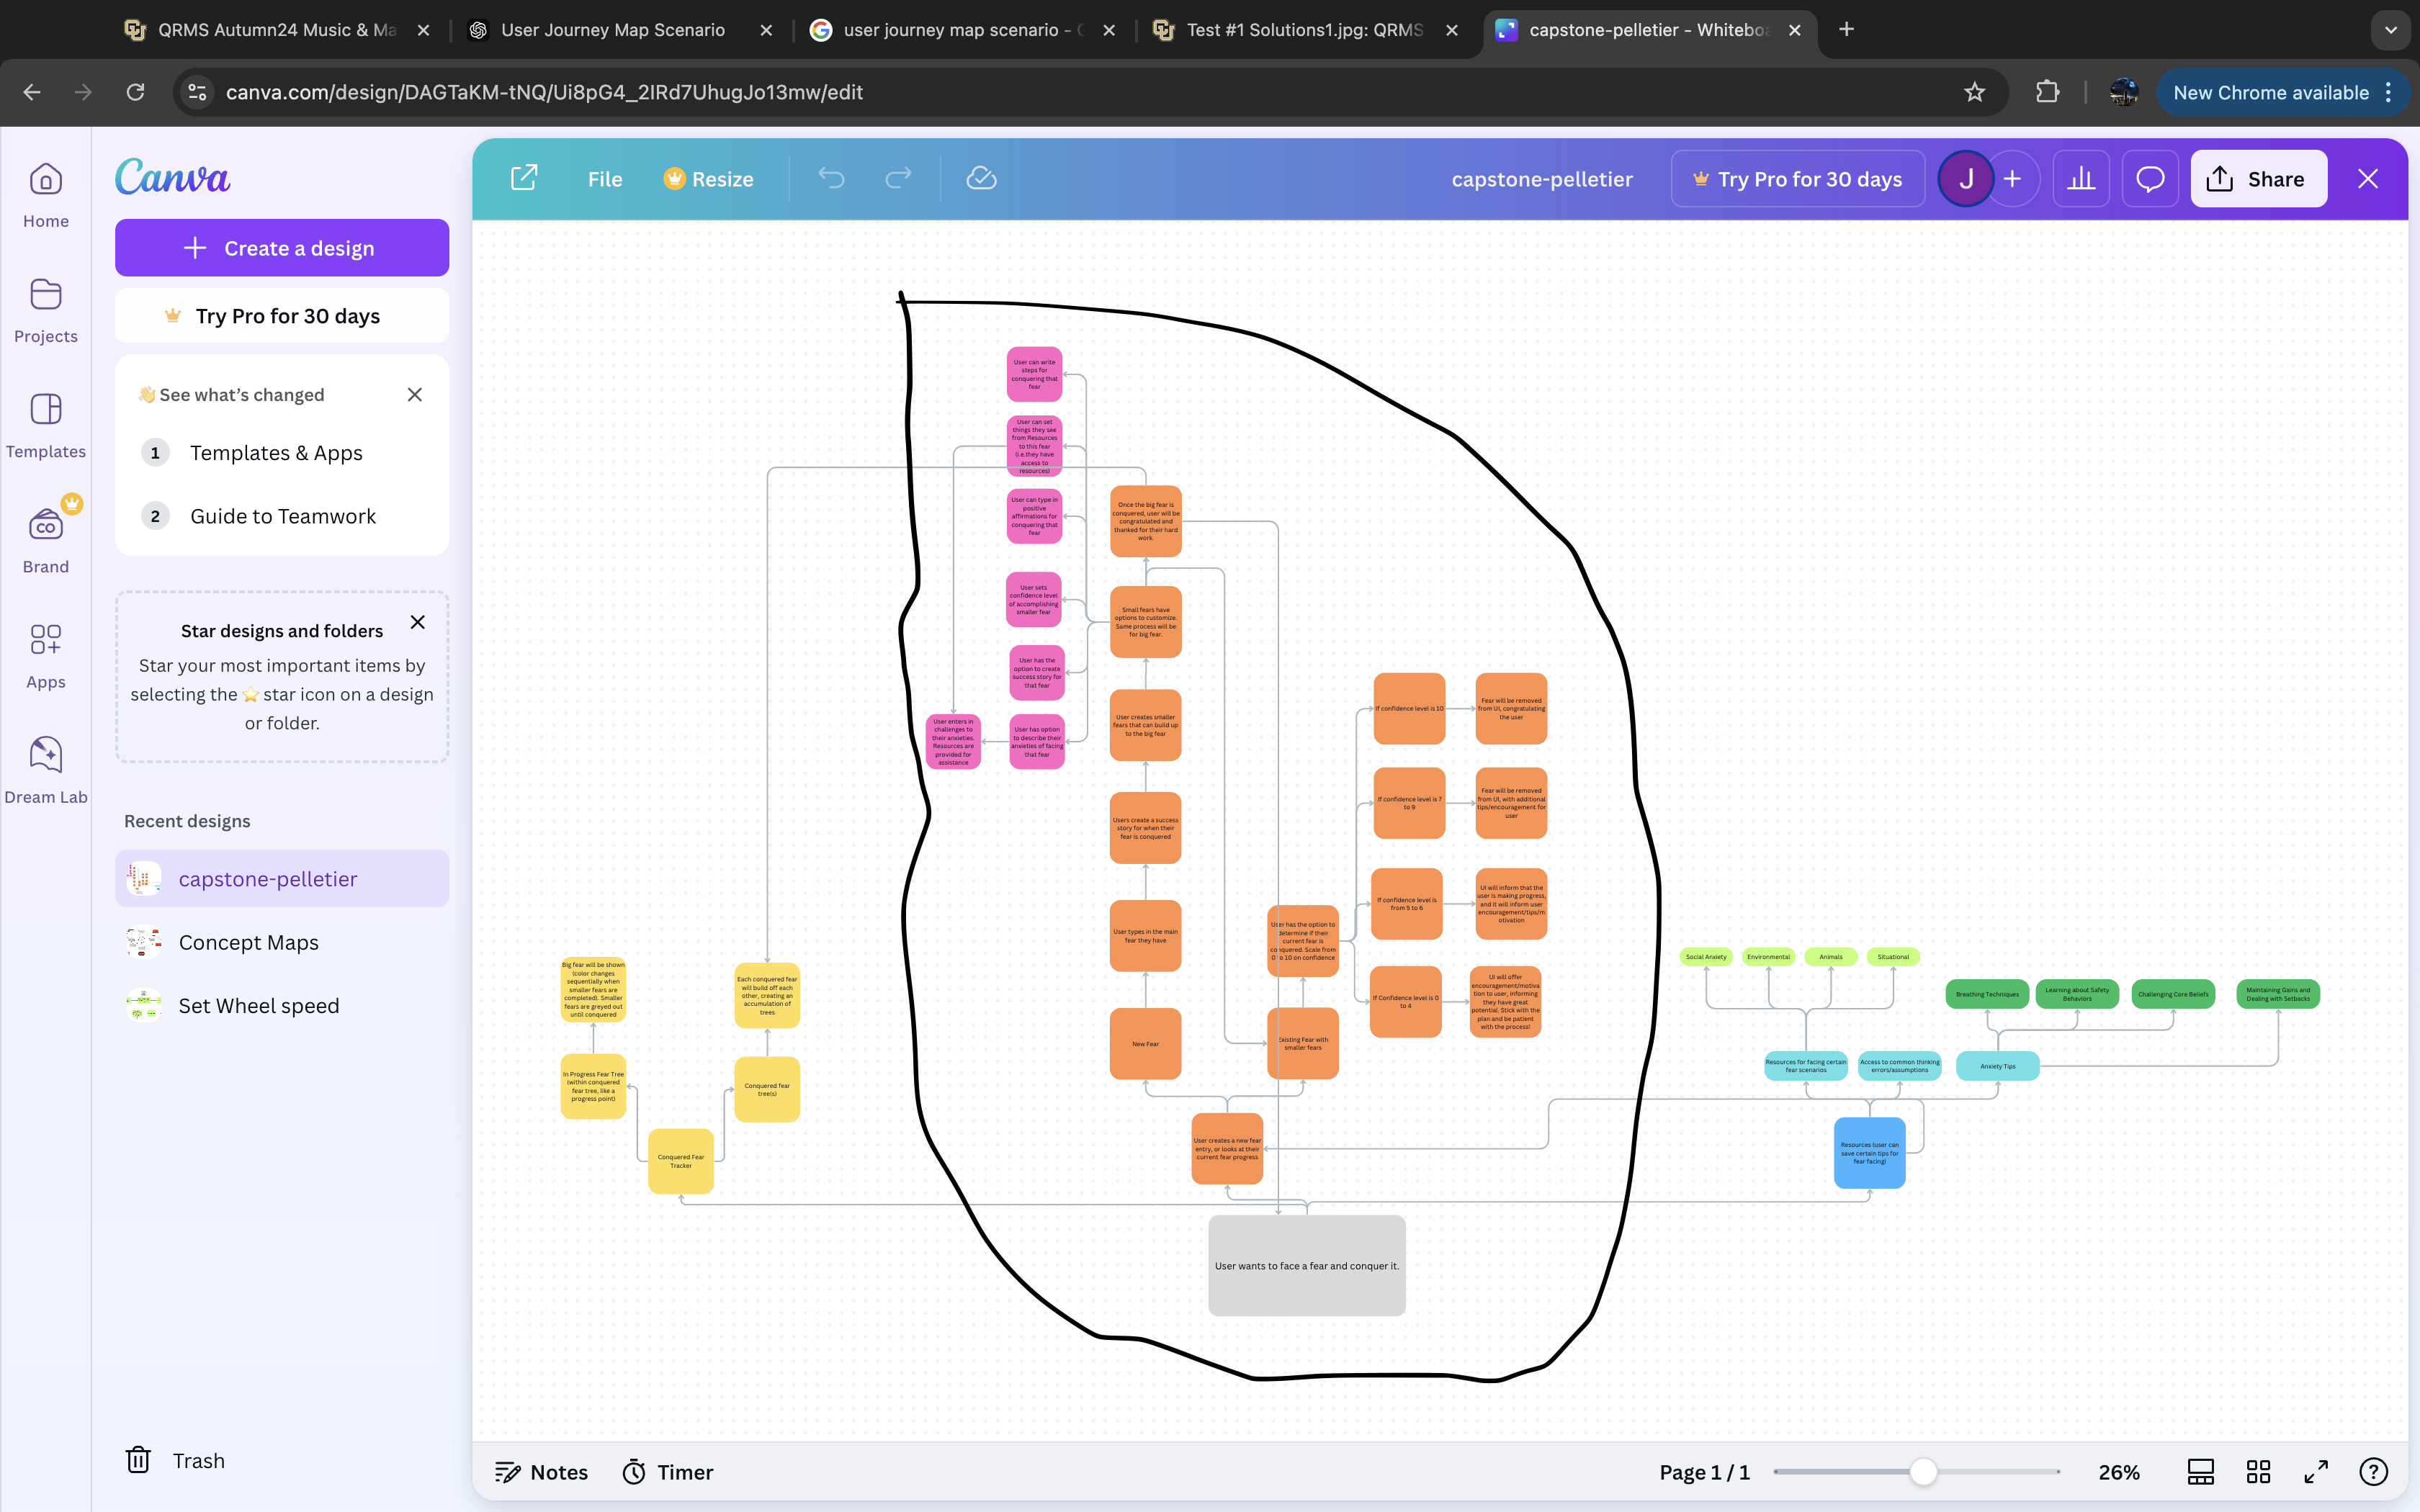 QRMS Autumn24 Music & Ma
User Journey Map Scenario
user journey map scenario -
Test #1 Solutions1.jpg: QRMS
capstone-pelletier - Whitebo
canva.com/design/DAGTaKM-tNQ/Ui8pG4_2IRd7UhugJo13mw/edit
New Chrome available
Home
Projects
Templates
Brand
Apps
Dream Lab
Canva
Create a design
Try Pro for 30 days
See what's changed
1 Templates & Apps
2 Guide to Teamwork
Star designs and folders
Star your most important items by
selecting the star icon on a design
or folder.
Recent designs
capstone-pelletier
Concept Maps
Set Wheel speed
Trash
File
Resize
capstone-pelletier
Try Pro for 30 days
J
Share
User can write
steps for
conquering that
fear
User can set
things they see
from Resources
to this fear
(i.e.they have
access to
resources)
User can type in
positive
affirmations for
conquering that
fear
User sets
confidence level
of accomplishing
smaller fear
User has the
option to create
success story for
that fear
User has option
to describe their
anxieties of facing
that fear
User enters in
challenges to
their anxieties.
Resources are
provided for
assistance
Once the big fear is
conquered, user will be
congratulated and
thanked for their hard
work.
Small fears have
options to customize.
Same process will be
for big fear.
User creates smaller
fears that can build up
to the big fear
Users create a success
story for when their
fear is conquered
User types in the main
fear they have
New Fear
Existing Fear with
smaller fears
User has the option to
determine if their
current fear is
conquered. Scale from
0 to 10 on confidence
If confidence level is 10
Fear will be removed
from UI, congratulating
the user
If confidence level is 7
to 9
Fear will be removed
from UI, with additional
tips/encouragement for
user
If confidence level is
from 5 to 6
UI will inform that the
user is making progress,
and it will inform user
encouragement/tips/m
otivation
If Confidence level is 0
to 4
UI will offer
encouragement/motiva
tion to user, informing
they have great
potential. Stick with the
plan and be patient
with the process!
User creates a new fear
entry, or looks at their
current fear progress
User wants to face a fear and conquer it.
Big fear will be shown
(color changes
sequentially when
smaller fears are
completed). Smaller
fears are greyed out
until conquered
In Progress Fear Tree
(within conquered
fear tree, like a
progress point)
Each conquered fear
will build off each
other, creating an
accumulation of
trees
Conquered fear
tree(s)
Conquered Fear
Tracker
Social Anxiety
Environmental
Animals
Situational
Breathing Techniques
Learning about Safety
Behaviors
Challenging Core Beliefs
Maintaining Gains and
Dealing with Setbacks
Resources for facing certain
fear scenarios
Access to common thinking
errors/assumptions
Anxiety Tips
Resources (user can
save certain tips for
fear facing)
Notes
Timer
Page 1 / 1
26%